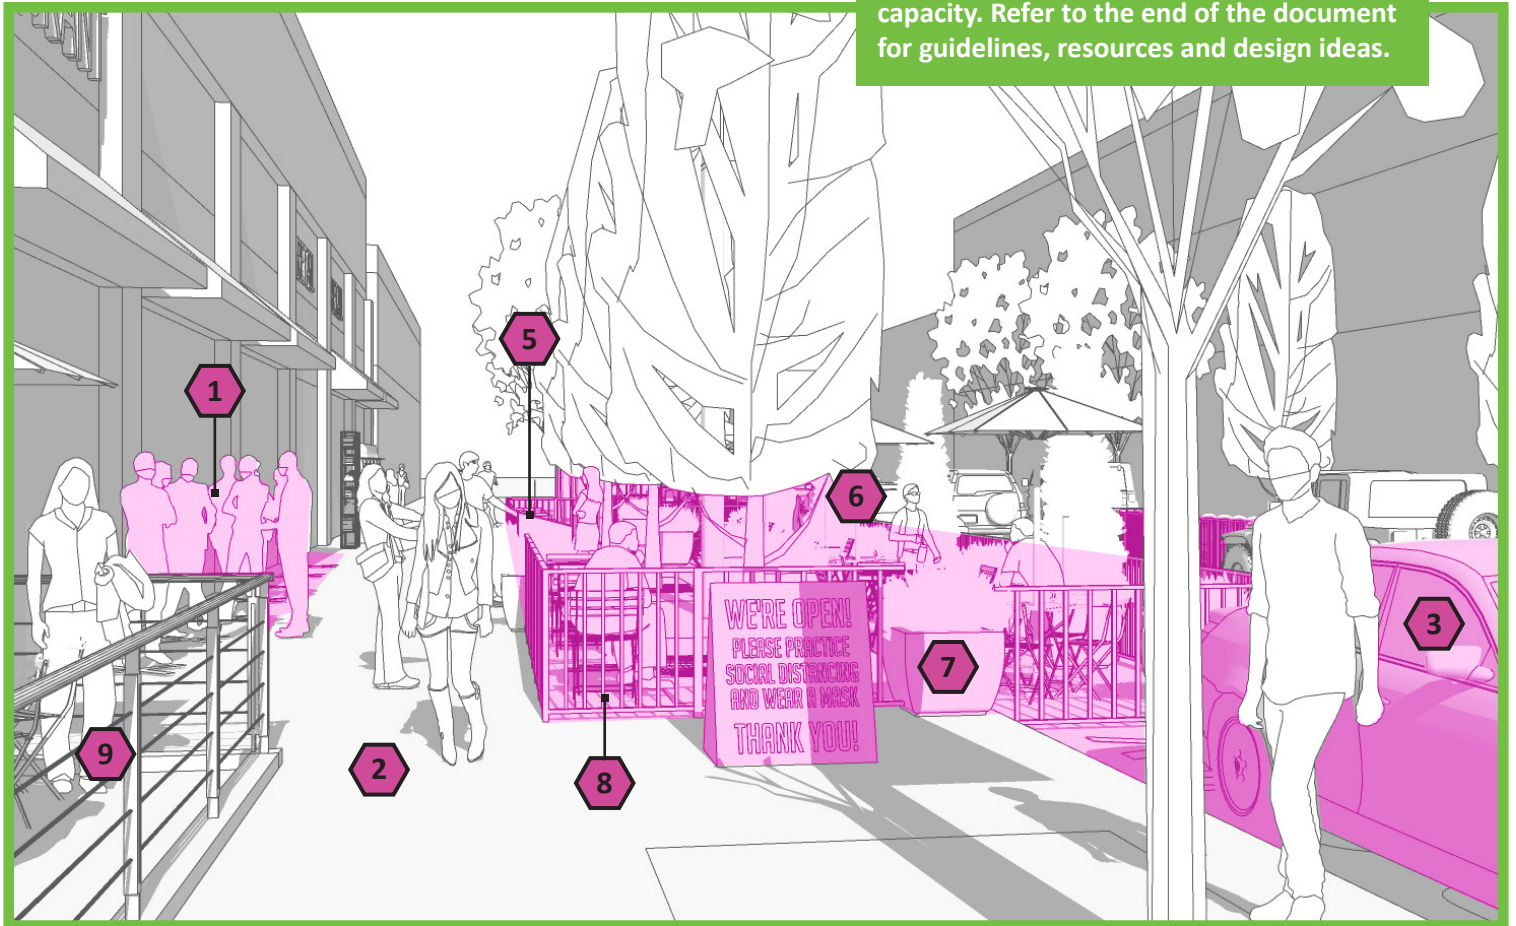 capacity. Refer to the end of the document
for guidelines, resources and design ideas.
5
1
6
WE'RE OPEN!
PLEASE PRACTICE
SOCIAL DISTANCING
AND WEAR A MASK
THANK YOU!
3
7
9
2
8